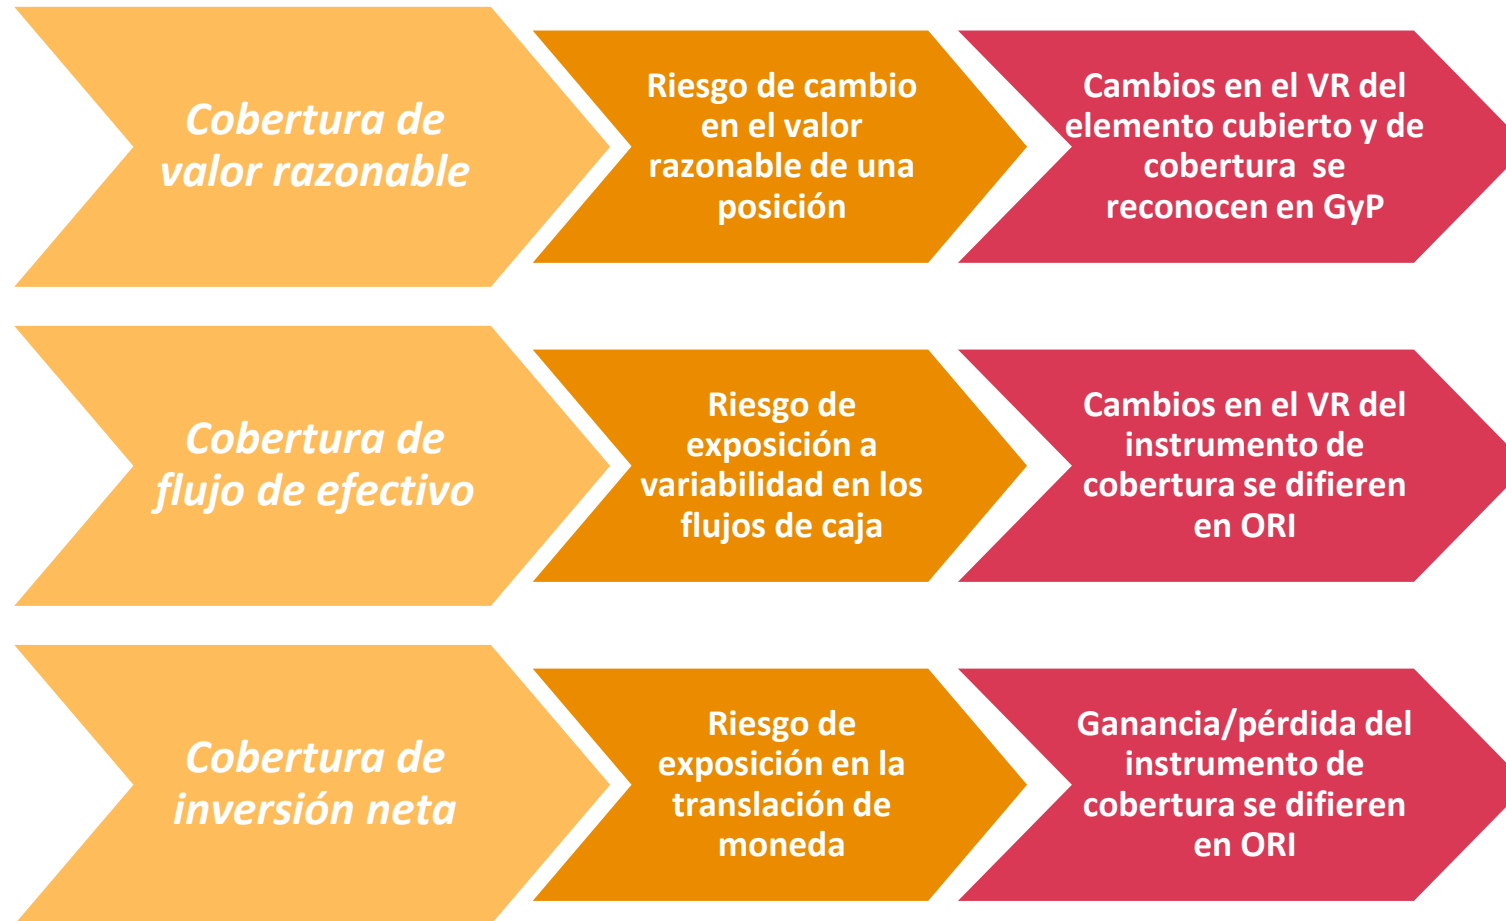 Cobertura de
valor razonable
Riesgo de cambio
en el valor
razonable de una
posición
Cambios en el VR del
elemento cubierto y de
cobertura  se
reconocen en GyP
Cobertura de
flujo de efectivo
Riesgo de
exposición a
variabilidad en los
flujos de caja
Cambios en el VR del
instrumento de
cobertura se difieren
en ORI
Cobertura de
inversión neta
Riesgo de
exposición en la
translación de
moneda
Ganancia/pérdida del
instrumento de
cobertura se difieren
en ORI